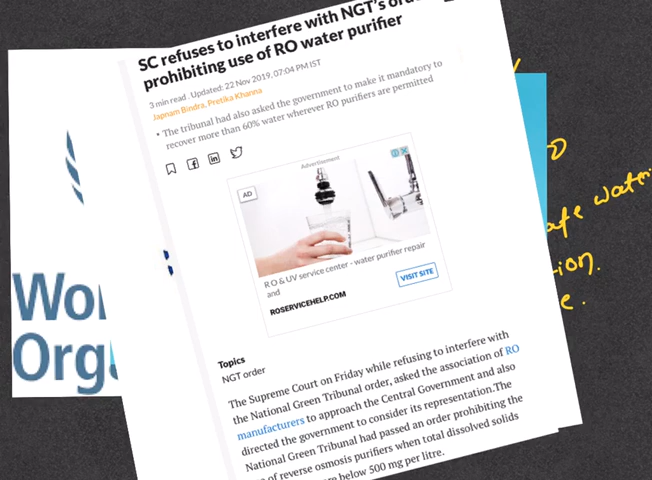 SC refuses to interfere with NGT's
prohibiting use of RO water purifier
3 min read . Updated: 22 Nov 2019, 07:04 PM IST
Japnam Bindra, Pretika Khanna
• The tribunal had also asked the government to make it mandatory to
recover more than 60% water wherever RO purifiers are permitted
Advertisement
AD
R O & UV service center - water purifier repair
and
ROSERVICEHELP.COM
VISIT SITE
Topics
NGT order
The Supreme Court on Friday while refusing to interfere with
the National Green Tribunal order, asked the association of RO
manufacturers to approach the Central Government and also
directed the government to consider its representation.The
National Green Tribunal had passed an order prohibiting the
of reverse osmosis purifiers when total dissolved solids
below 500 mg per litre.
water